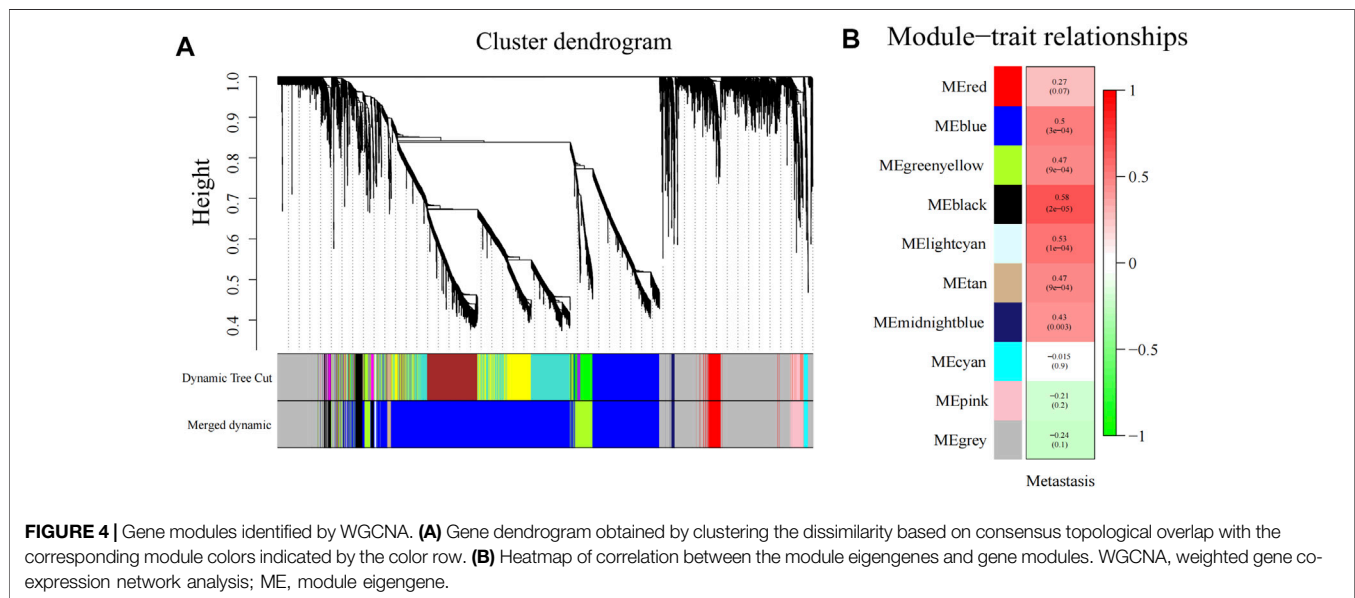 A
Cluster dendrogram
Height
1.0
0.9
0.8
0.7
0.6
0.5
0.4
Dynamic Tree Cut
Merged dynamic
B
Module−trait relationships
MEred
0.27
(0.07)
MEblue
0.5
(3e−04)
MEgreenyellow
0.47
(9e−04)
MEblack
0.58
(2e−05)
MElightcyan
0.53
(1e−04)
MEtan
0.47
(9e−04)
MEmidnightblue
0.43
(0.003)
MEcyan
−0.015
(0.9)
MEpink
−0.21
(0.2)
MEgrey
−0.24
(0.1)
Metastasis
1
0.5
0
−0.5
−1
FIGURE 4 | Gene modules identified by WGCNA. (A) Gene dendrogram obtained by clustering the dissimilarity based on consensus topological overlap with the
corresponding module colors indicated by the color row. (B) Heatmap of correlation between the module eigengenes and gene modules. WGCNA, weighted gene co-
expression network analysis; ME, module eigengene.